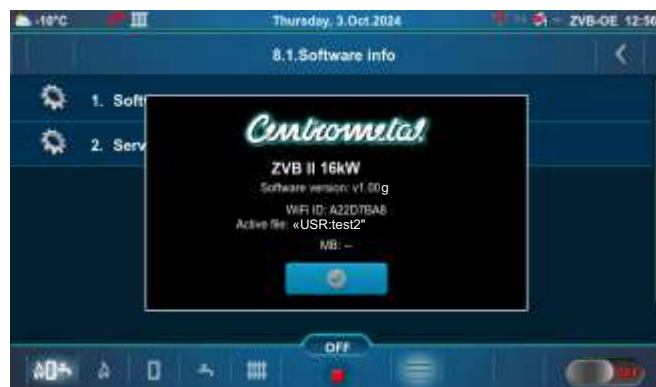 -10°C
Thursday, 3.Oct.2024
ZVB-OE 12:56
8.1.Software info
1. Soft
2. Serv
Centrometal
ZVB II 16kW
Software version: v1.00g
WiFi ID: A22D7BA8
Active file: «USR:test2"
MB: --
OFF
OFF